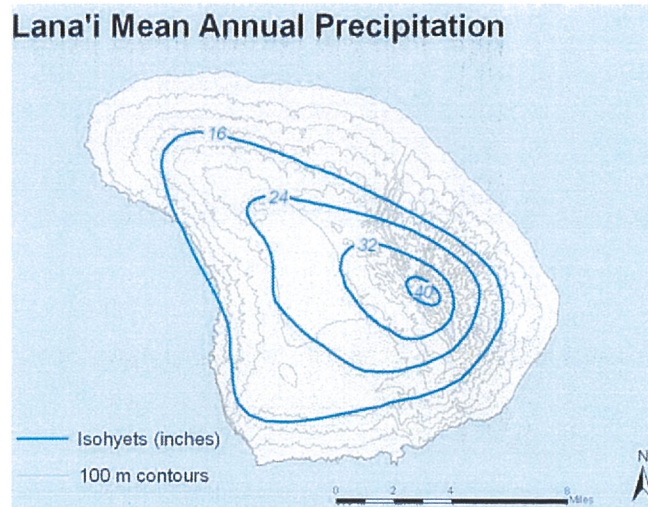 Lana'i Mean Annual Precipitation
16
24
32
40
Isohyets (inches)
100 m contours
N
0 2 4 8
Miles